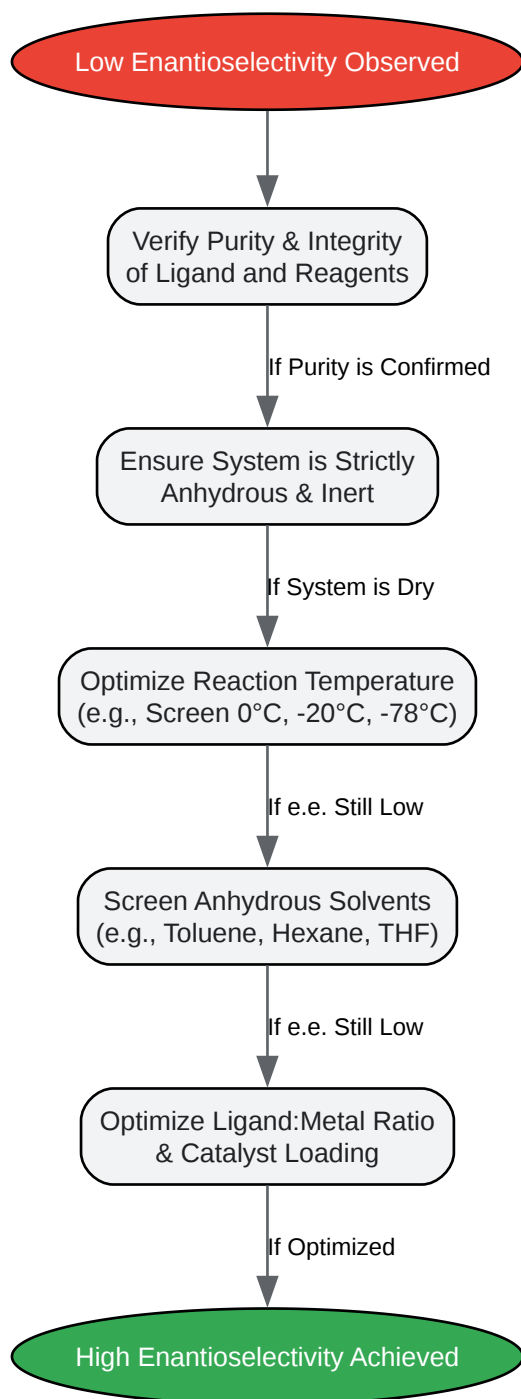 Low Enantioselectivity Observed
Verify Purity & Integrity
of Ligand and Reagents
If Purity is Confirmed
Ensure System is Strictly
Anhydrous & Inert
If System is Dry
Optimize Reaction Temperature
(e.g., Screen 0°C, -20°C, -78°C)
If e.e. Still Low
Screen Anhydrous Solvents
(e.g., Toluene, Hexane, THF)
If e.e. Still Low
Optimize Ligand:Metal Ratio
& Catalyst Loading
If Optimized
High Enantioselectivity Achieved